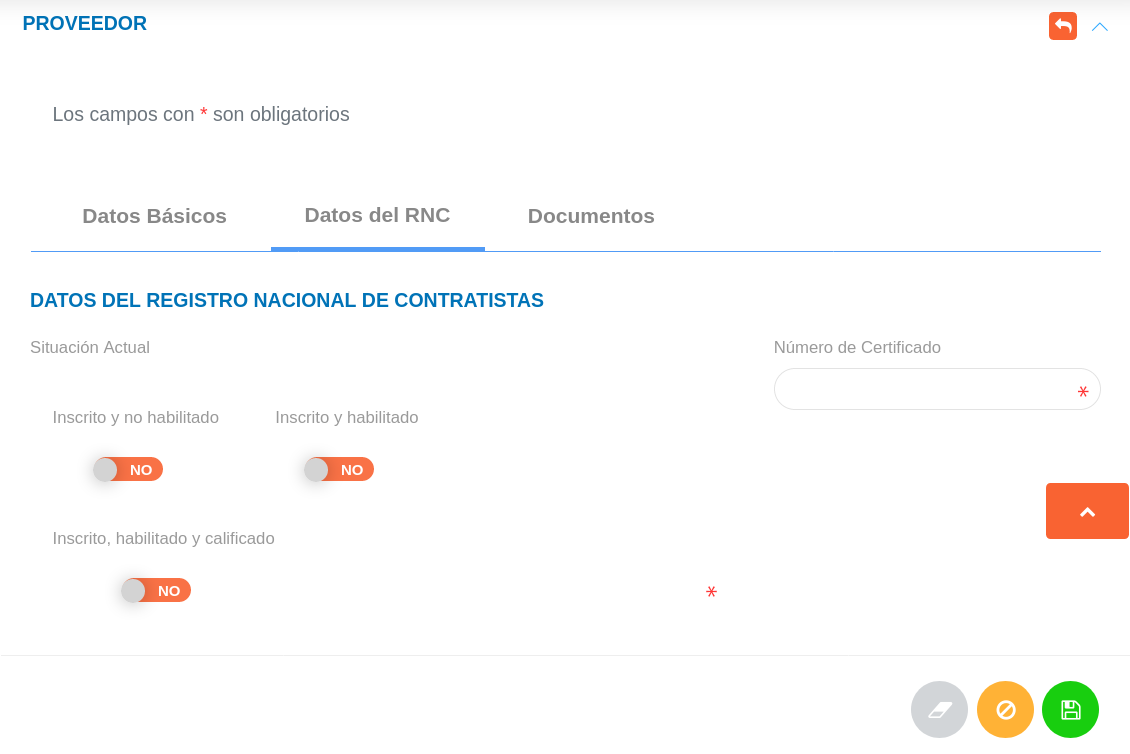 PROVEEDOR
Los campos con * son obligatorios
Datos Básicos Datos del RNC Documentos
DATOS DEL REGISTRO NACIONAL DE CONTRATISTAS
Situación Actual Número de Certificado
*
Inscrito y no habilitado Inscrito y habilitado
NO NO
Inscrito, habilitado y calificado
NO *